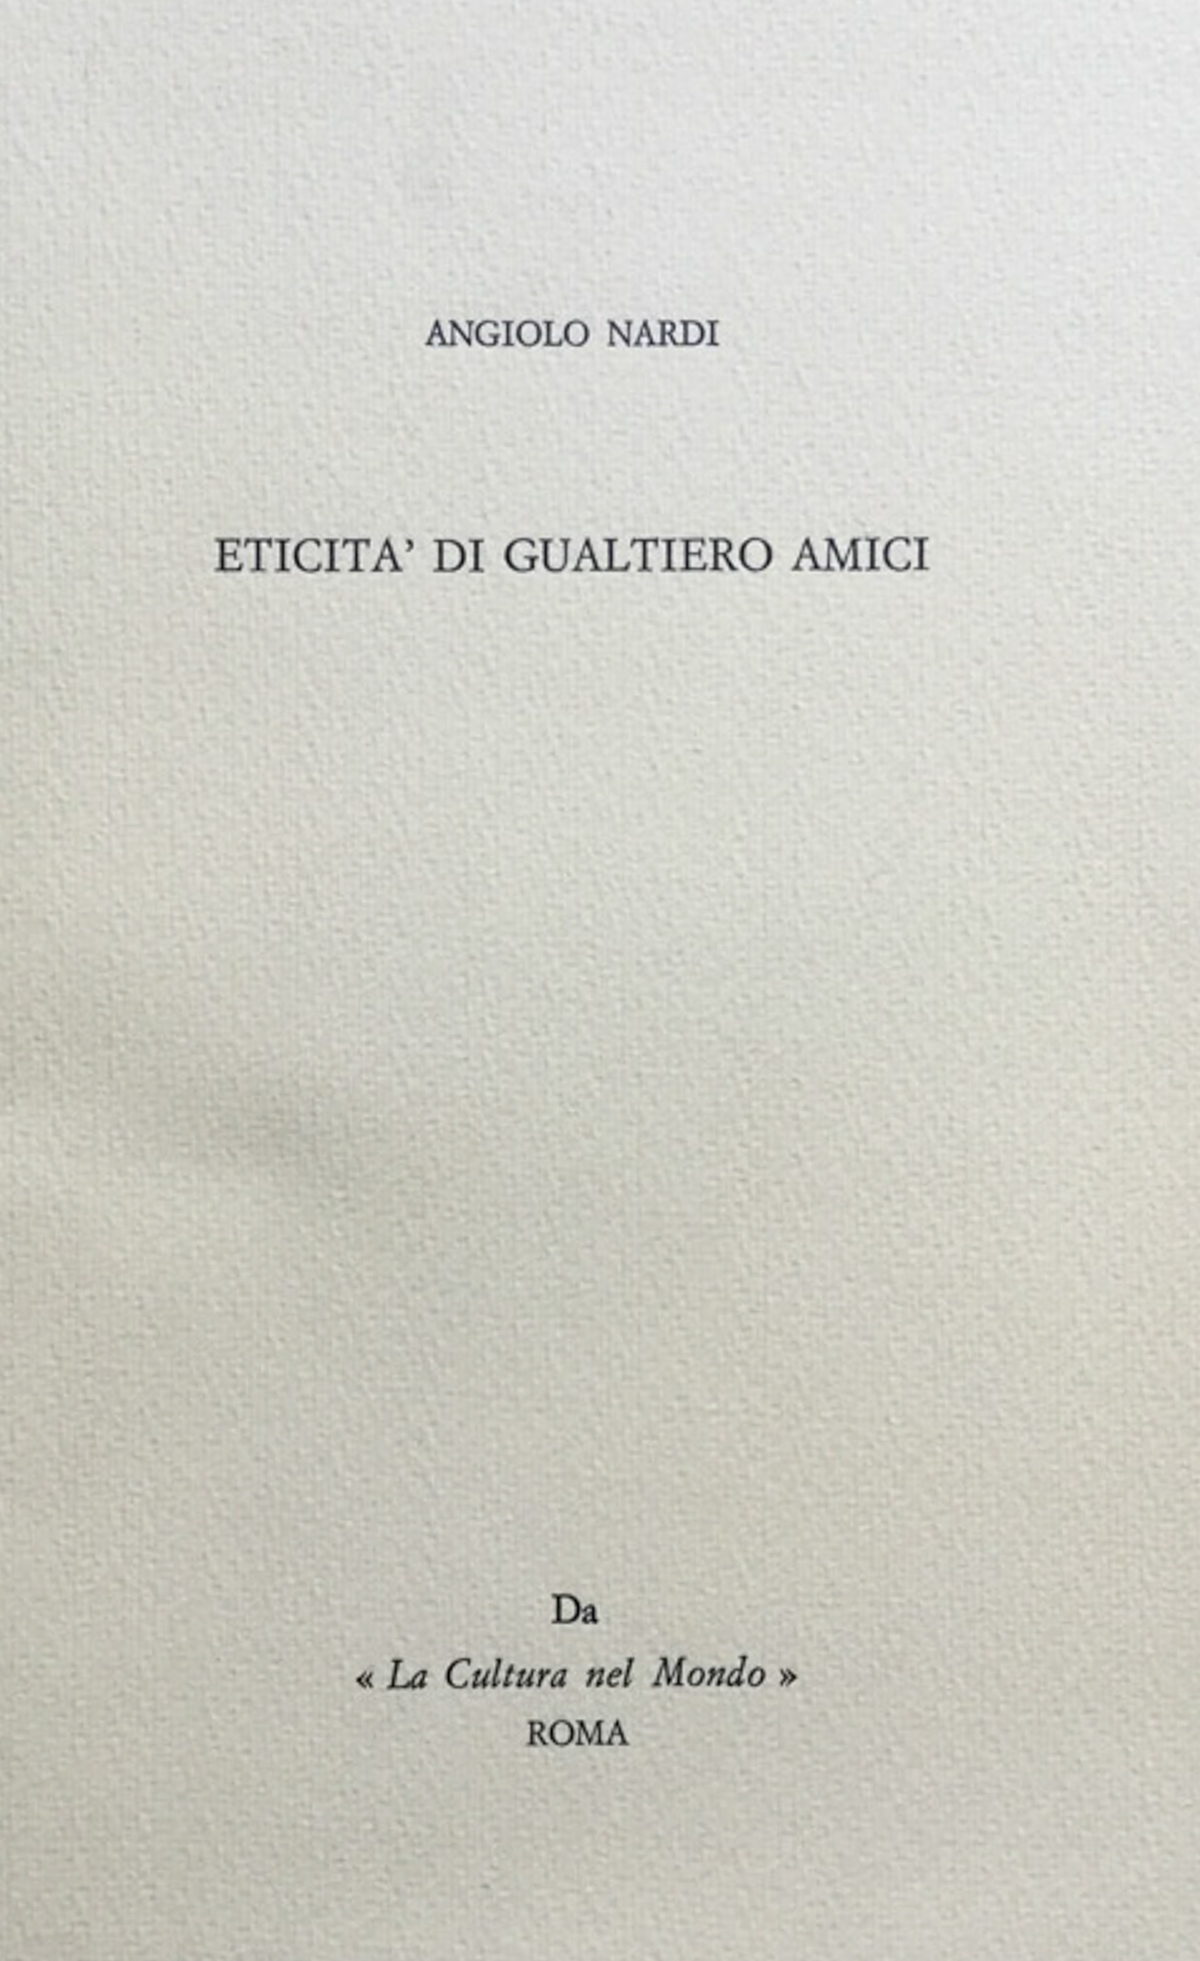 ANGIOLO NARDI
ETICITA’ DI GUALTIERO AMICI
Da
« La Cultura nel Mondo »
ROMA